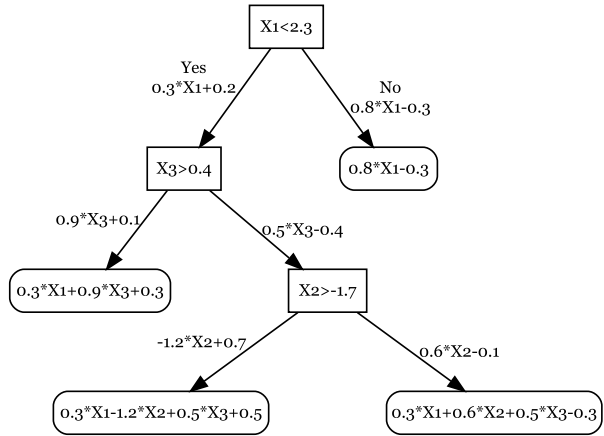 X1<2.3
Yes
0.3*X1+0.2
No
0.8*X1-0.3
X3>0.4
0.8*X1-0.3
0.9*X3+0.1
0.5*X3-0.4
0.3*X1+0.9*X3+0.3
X2>-1.7
-1.2*X2+0.7
0.6*X2-0.1
0.3*X1-1.2*X2+0.5*X3+0.5
0.3*X1+0.6*X2+0.5*X3-0.3